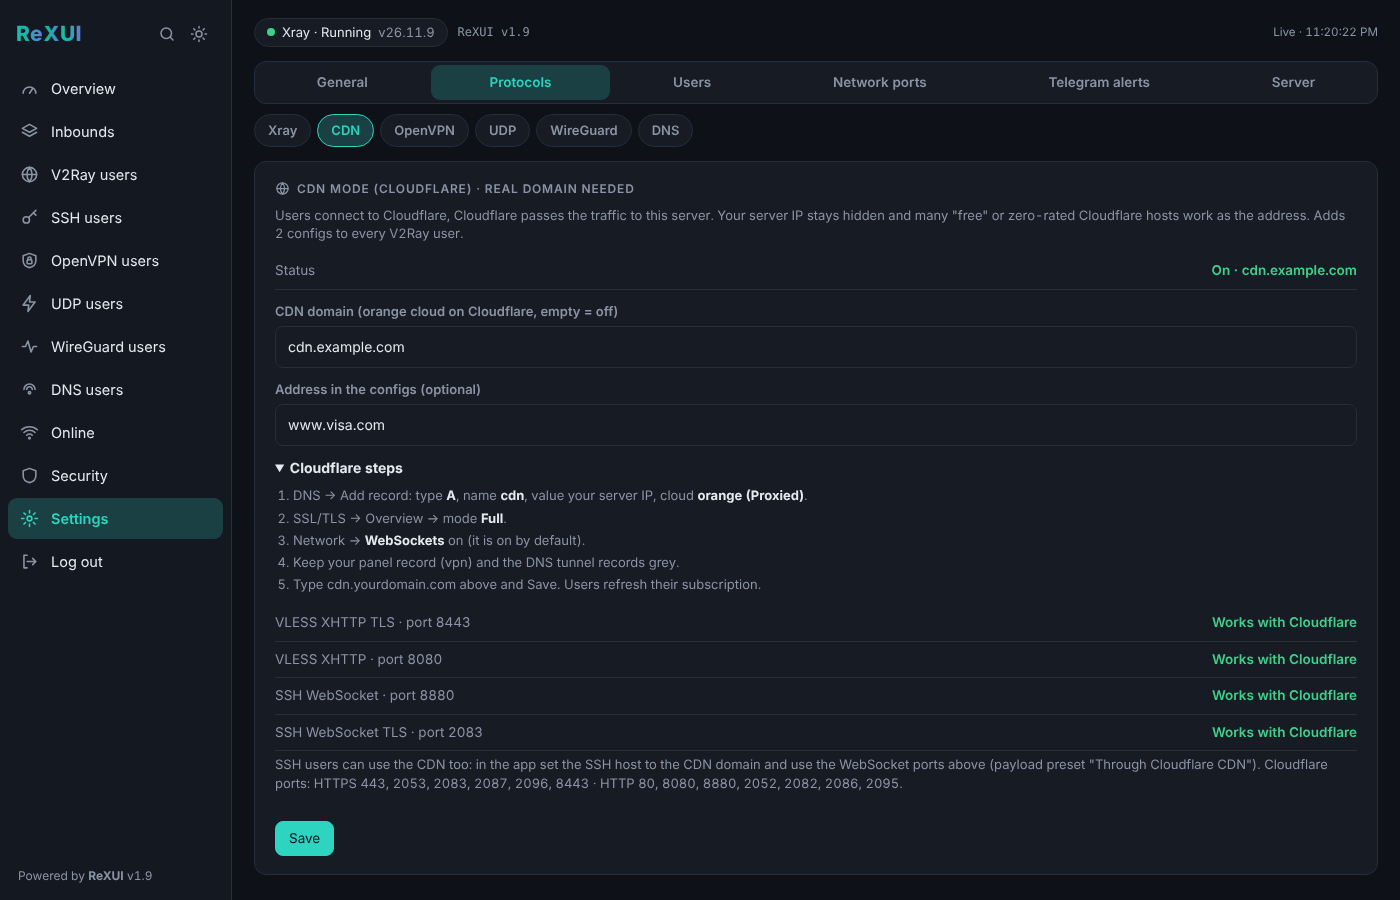 ReXUI
Overview
Inbounds
V2Ray users
SSH users
OpenVPN users
UDP users
WireGuard users
DNS users
Online
Security
Settings
Log out
Powered by ReXUI v1.9
Xray · Running v26.11.9
ReXUI v1.9
Live · 11:20:22 PM
General
Protocols
Users
Network ports
Telegram alerts
Server
Xray
CDN
OpenVPN
UDP
WireGuard
DNS
CDN MODE (CLOUDFLARE) · REAL DOMAIN NEEDED
Users connect to Cloudflare, Cloudflare passes the traffic to this server. Your server IP stays hidden and many "free" or zero-rated Cloudflare hosts work as the address. Adds
2 configs to every V2Ray user.
Status
On · cdn.example.com
CDN domain (orange cloud on Cloudflare, empty = off)
cdn.example.com
Address in the configs (optional)
www.visa.com
▼ Cloudflare steps
1. DNS → Add record: type A, name cdn, value your server IP, cloud orange (Proxied).
2. SSL/TLS → Overview → mode Full.
3. Network → WebSockets on (it is on by default).
4. Keep your panel record (vpn) and the DNS tunnel records grey.
5. Type cdn.yourdomain.com above and Save. Users refresh their subscription.
VLESS XHTTP TLS · port 8443
Works with Cloudflare
VLESS XHTTP · port 8080
Works with Cloudflare
SSH WebSocket · port 8880
Works with Cloudflare
SSH WebSocket TLS · port 2083
Works with Cloudflare
SSH users can use the CDN too: in the app set the SSH host to the CDN domain and use the WebSocket ports above (payload preset "Through Cloudflare CDN"). Cloudflare
ports: HTTPS 443, 2053, 2083, 2087, 2096, 8443 · HTTP 80, 8080, 8880, 2052, 2082, 2086, 2095.
Save